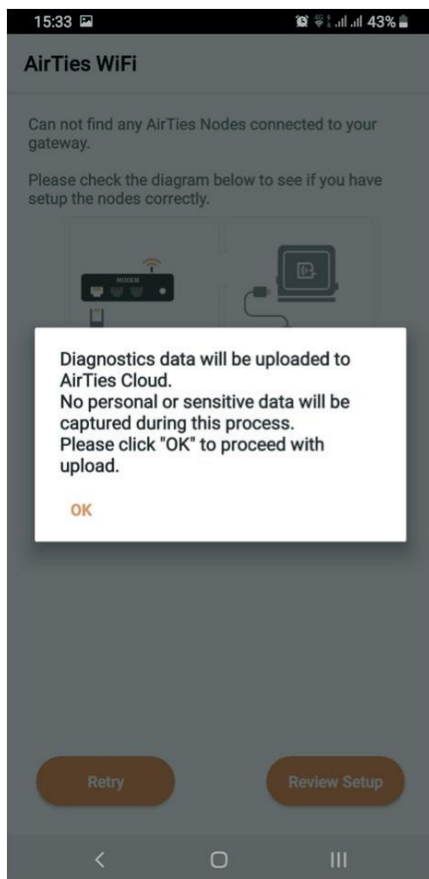 15:33 43%
AirTies WiFi
Can not find any AirTies Nodes connected to your
gateway.
Please check the diagram below to see if you have
setup the nodes correctly.
MODEM
Diagnostics data will be uploaded to
AirTies Cloud.
No personal or sensitive data will be
captured during this process.
Please click "OK" to proceed with
upload.
OK
Retry Review Setup